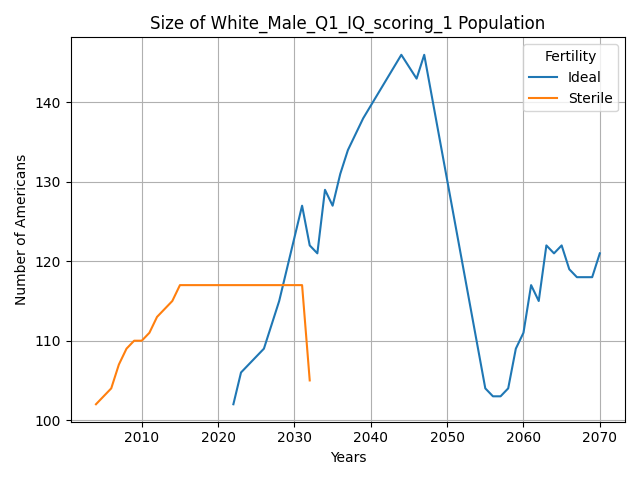 Size of White_Male_Q1_IQ_scoring_1 Population
Fertility
Ideal
Sterile
Number of Americans
140
130
120
110
100
2010
2020
2030
2040
2050
2060
2070
Years